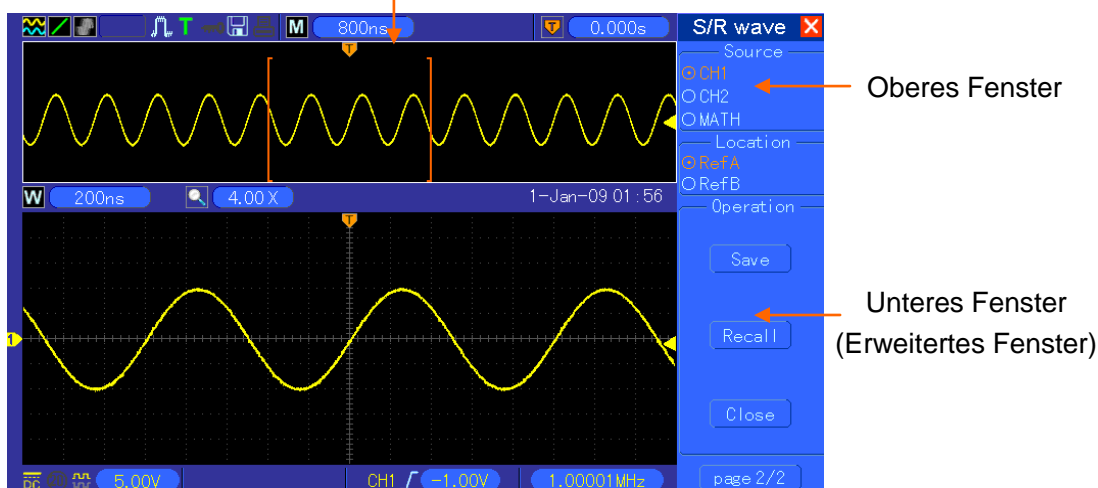 T M 800ns T 0.000s S/R wave X
T
Source
CH1
CH2
MATH
Oberes Fenster
Location
RefA
RefB
W 200ns 4.00X 1-Jan-09 01:56
Operation
T
Save
Unteres Fenster
(Erweitertes Fenster)
1
Recall
Close
DC 5.00V CH1 -1.00V 1.00001MHz page 2/2